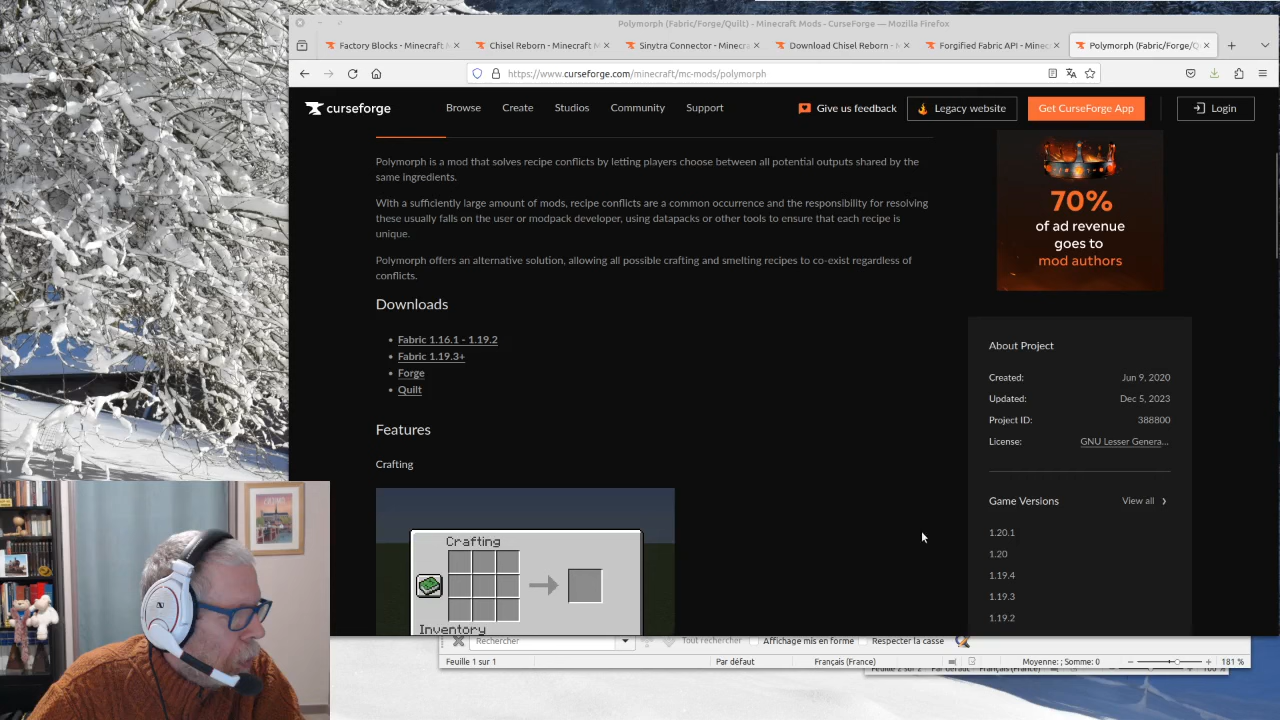 Polymorph (Fabric/Forge/Quilt) - Minecraft Mods - CurseForge — Mozilla Firefox
Factory Blocks - Minecraft
Chisel Reborn - Minecraft M
Sinytra Connector - Minecra
Download Chisel Reborn - M
Forgified Fabric API - Minec
Polymorph (Fabric/Forge/Q
https://www.curseforge.com/minecraft/mc-mods/polymorph
curseforge
Browse
Create
Studios
Community
Support
Give us feedback
Legacy website
Get CurseForge App
Login
Polymorph is a mod that solves recipe conflicts by letting players choose between all potential outputs shared by the
same ingredients.
With a sufficiently large amount of mods, recipe conflicts are a common occurrence and the responsibility for resolving
these usually falls on the user or modpack developer, using datapacks or other tools to ensure that each recipe is
unique.
Polymorph offers an alternative solution, allowing all possible crafting and smelting recipes to co-exist regardless of
conflicts.
Downloads
Fabric 1.16.1 - 1.19.2
Fabric 1.19.3+
Forge
Quilt
Features
Crafting
Crafting
Inventory
70%
of ad revenue
goes to
mod authors
About Project
Created: Jun 9, 2020
Updated: Dec 5, 2023
Project ID: 388800
License: GNU Lesser Genera...
Game Versions View all
1.20.1
1.20
1.19.4
1.19.3
1.19.2
Rechercher
Tout rechercher
Affichage mis en forme
Respecter la casse
Feuille 1 sur 1
Par défaut
Français (France)
Moyenne: ; Somme: 0
181 %